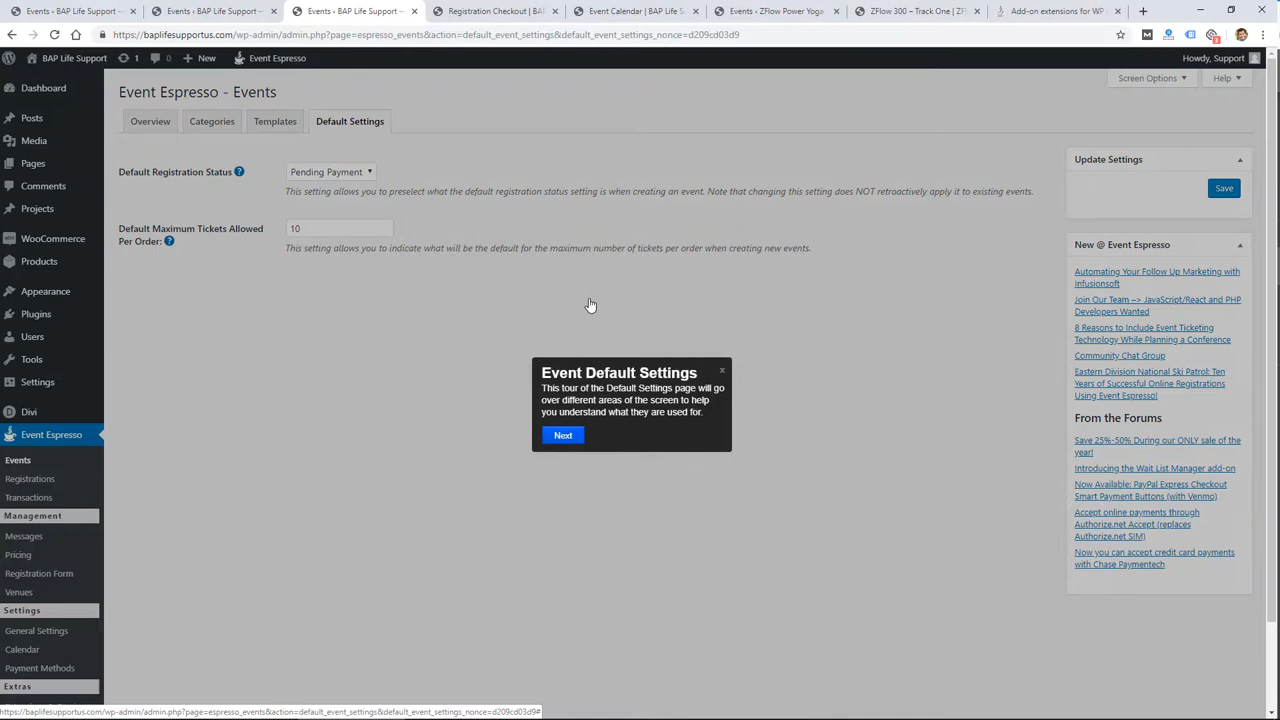 Events ‹ BAP Life Support —
Events ‹ BAP Life Support —
Events ‹ BAP Life Support —
Registration Checkout | BAP Life
Event Calendar | BAP Life Support
Events ‹ ZFlow Power Yoga
ZFlow 300 – Track One | ZFlow
Add-on extensions for WP
https://baplifesupportus.com/wp-admin/admin.php?page=espresso_events&action=default_event_settings&default_event_settings_nonce=d209cd03d9
BAP Life Support
1
0
New
Event Espresso
Howdy, Support
Dashboard
Posts
Media
Pages
Comments
Projects
WooCommerce
Products
Appearance
Plugins
Users
Tools
Settings
Divi
Event Espresso
Events
Registrations
Transactions
Management
Messages
Pricing
Registration Form
Venues
Settings
General Settings
Calendar
Payment Methods
Extras
Screen Options
Help
Event Espresso - Events
Overview
Categories
Templates
Default Settings
Default Registration Status
Pending Payment
This setting allows you to preselect what the default registration status setting is when creating an event. Note that changing this setting does NOT retroactively apply it to existing events.
Default Maximum Tickets Allowed
Per Order:
10
This setting allows you to indicate what will be the default for the maximum number of tickets per order when creating new events.
Event Default Settings
x
This tour of the Default Settings page will go
over different areas of the screen to help
you understand what they are used for.
Next
Update Settings
Save
New @ Event Espresso
Automating Your Follow Up Marketing with
Infusionsoft
Join Our Team —> JavaScript/React and PHP
Developers Wanted
8 Reasons to Include Event Ticketing
Technology While Planning a Conference
Community Chat Group
Eastern Division National Ski Patrol: Ten
Years of Successful Online Registrations
Using Event Espresso!
From the Forums
Save 25%-50% During our ONLY sale of the
year!
Introducing the Wait List Manager add-on
Now Available: PayPal Express Checkout
Smart Payment Buttons (with Venmo)
Accept online payments through
Authorize.net Accept (replaces
Authorize.net SIM)
Now you can accept credit card payments
with Chase Paymentech
https://baplifesupportus.com/wp-admin/admin.php?page=espresso_events&action=default_event_settings&default_event_settings_nonce=d209cd03d9#